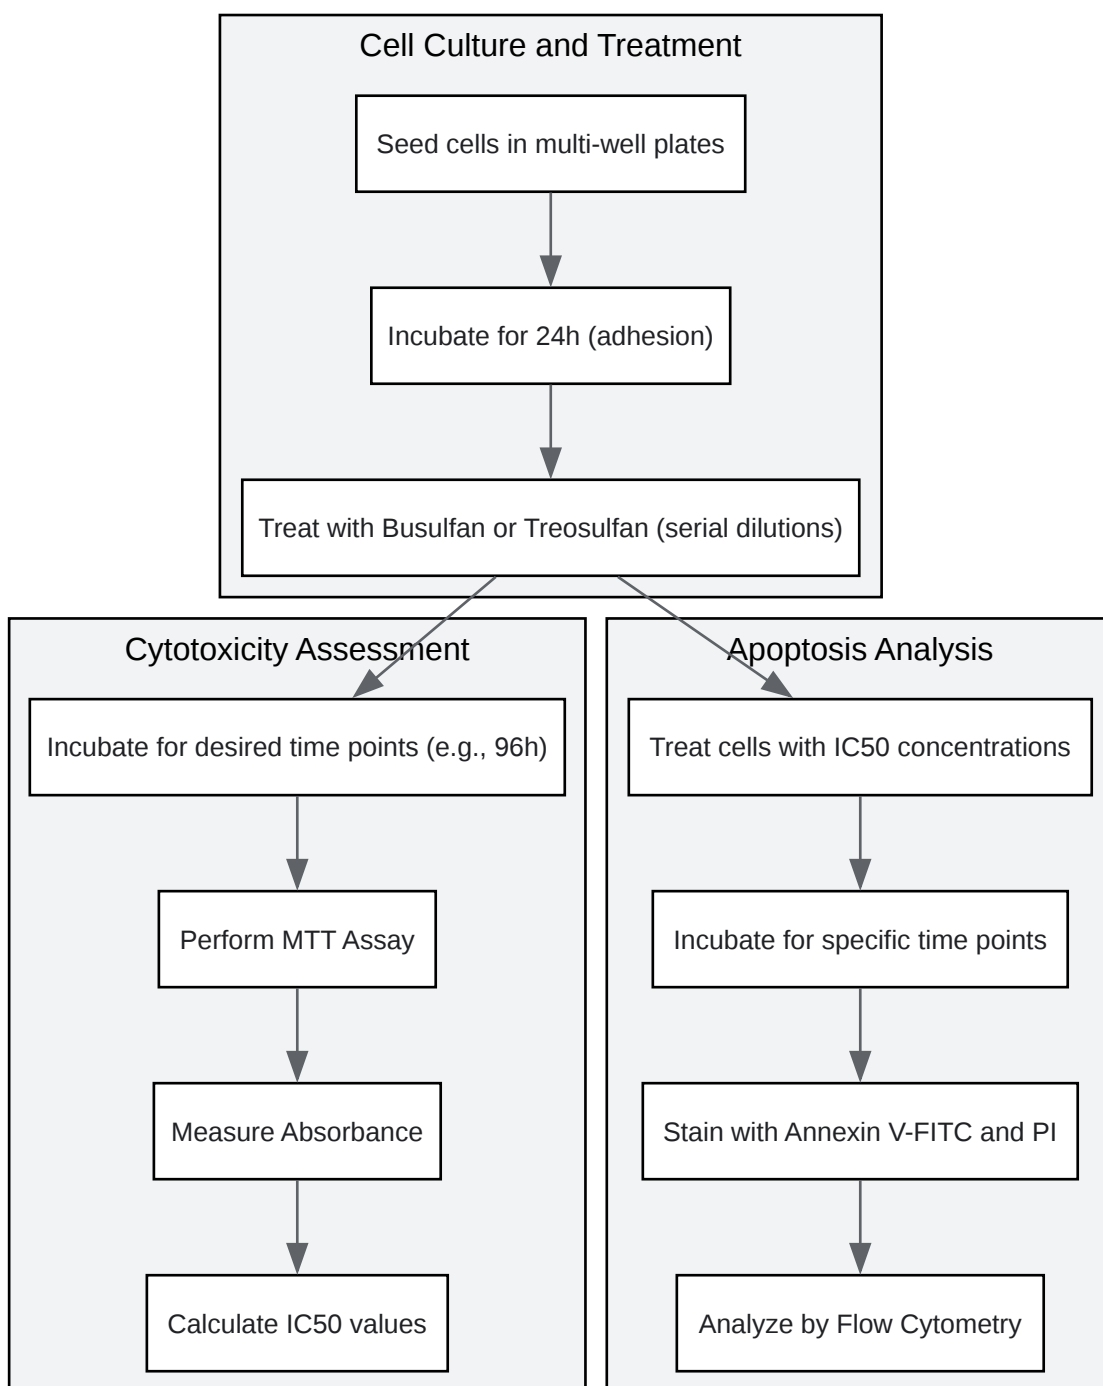 Cell Culture and Treatment
Seed cells in multi-well plates
Incubate for 24h (adhesion)
Treat with Busulfan or Treosulfan (serial dilutions)
Cytotoxicity Assessment
Incubate for desired time points (e.g., 96h)
Perform MTT Assay
Measure Absorbance
Calculate IC50 values
Apoptosis Analysis
Treat cells with IC50 concentrations
Incubate for specific time points
Stain with Annexin V-FITC and PI
Analyze by Flow Cytometry